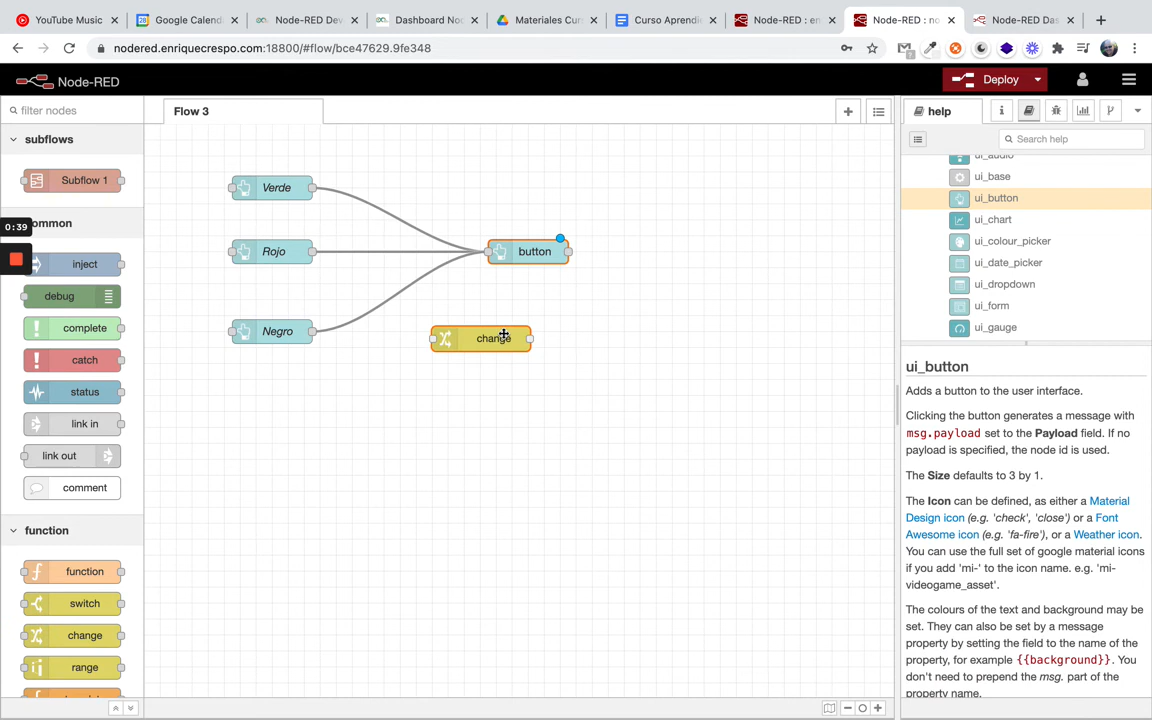 YouTube Music
Google Calend
Node-RED Dev
Dashboard No
Materiales Cur
Curso Aprendi
Node-RED : en
Node-RED : no
Node-RED Das
nodered.enriquecrespo.com:18800/#flow/bce47629.9fe348
Node-RED
Deploy
filter nodes
Flow 3
help
Search help
subflows
Subflow 1
0:39
ommon
inject
debug
complete
catch
status
link in
link out
comment
function
function
switch
change
range
Verde
Rojo
Negro
button
change
ui_audio
ui_base
ui_button
ui_chart
ui_colour_picker
ui_date_picker
ui_dropdown
ui_form
ui_gauge
ui_button
Adds a button to the user interface.
Clicking the button generates a message with
msg.payload set to the Payload field. If no
payload is specified, the node id is used.
The Size defaults to 3 by 1.
The Icon can be defined, as either a Material
Design icon (e.g. 'check', 'close') or a Font
Awesome icon (e.g. 'fa-fire'), or a Weather icon.
You can use the full set of google material icons
if you add 'mi-' to the icon name. e.g. 'mi-
videogame_asset'.
The colours of the text and background may be
set. They can also be set by a message
property by setting the field to the name of the
property, for example {{background}}. You
don't need to prepend the msg. part of the
property name.